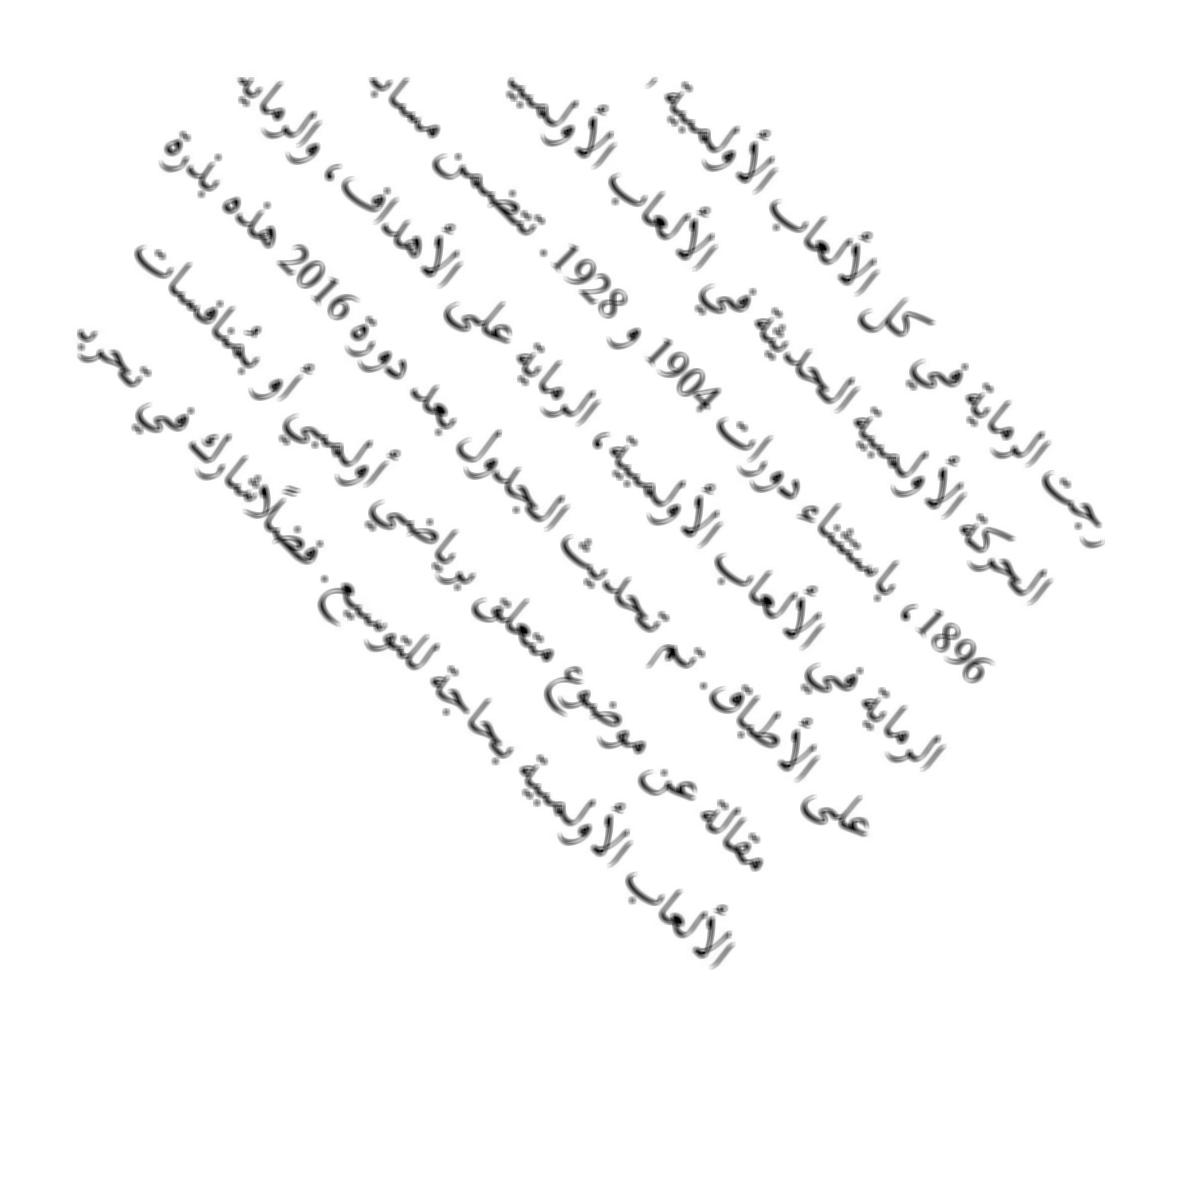 رجت الرماية في كل الألعاب الأولمبية
الحركة الأولمبية الحديثة في الألعاب الأولمبي
1896 ، باستثناء دورات 1904 و 1928 . تتضمن مساب
الرماية في الألعاب الأولمبية ، الرماية على الأهداف ، والرماية
على الأطباق. تم تحديث الجدول بعد دورة 2016 هذه بذرة
مقالة عن موضوع متعلق برياضي أولمبي أو بمُنافسات
الألعاب الأولمبية بحاجة للتوسيع. فضلًاشارك في تحرير